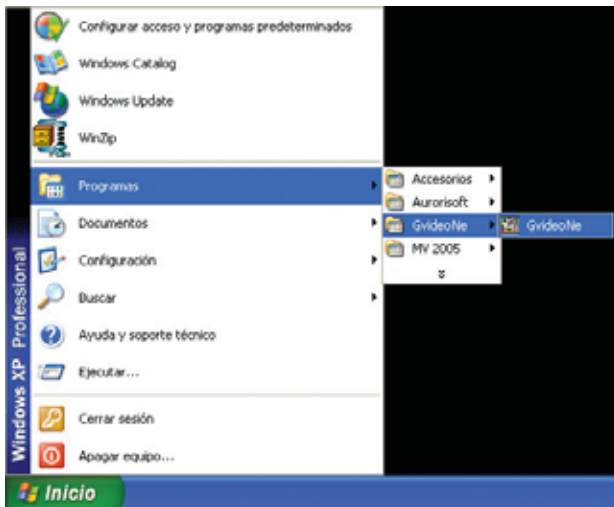 Configurar acceso y programas predeterminados
Windows Catalog
Windows Update
WinZip
Programas
Documentos
Configuración
Buscar
Ayuda y soporte técnico
Ejecutar...
Cerrar sesión
Apagar equipo...
Accesorios
Aurorisoft
GvideoNe
MV 2005
GvideoNe
Windows XP Professional
Inicio